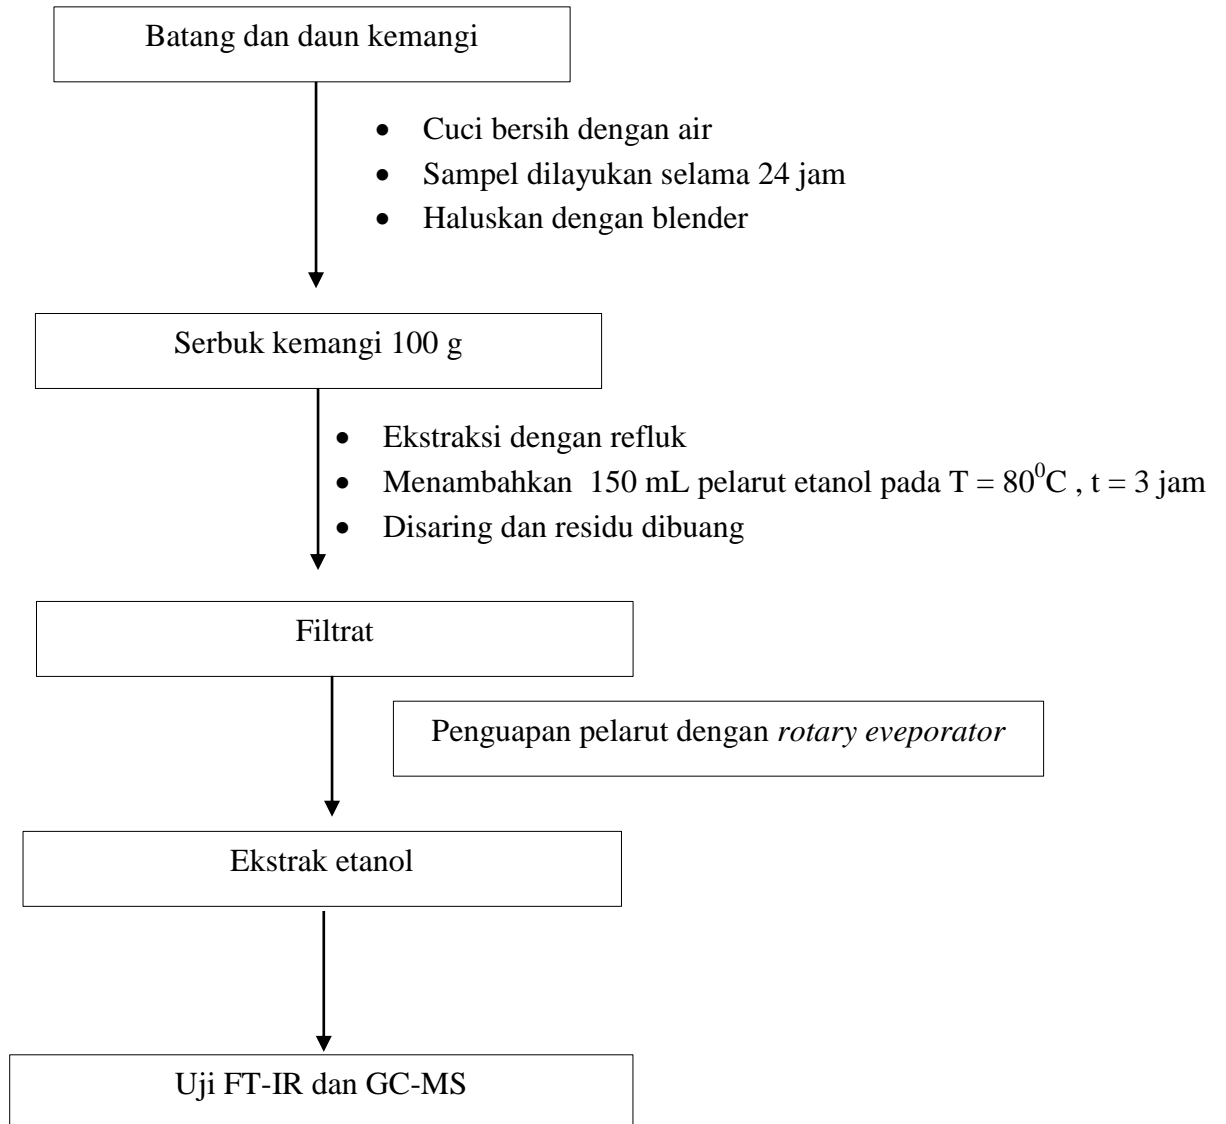 Batang dan daun kemangi
• Cuci bersih dengan air
• Sampel dilayukan selama 24 jam
• Haluskan dengan blender
Serbuk kemangi 100 g
• Ekstraksi dengan refluk
• Menambahkan 150 mL pelarut etanol pada T = 80⁰C , t = 3 jam
• Disaring dan residu dibuang
Filtrat
Penguapan pelarut dengan rotary eveporator
Ekstrak etanol
Uji FT-IR dan GC-MS